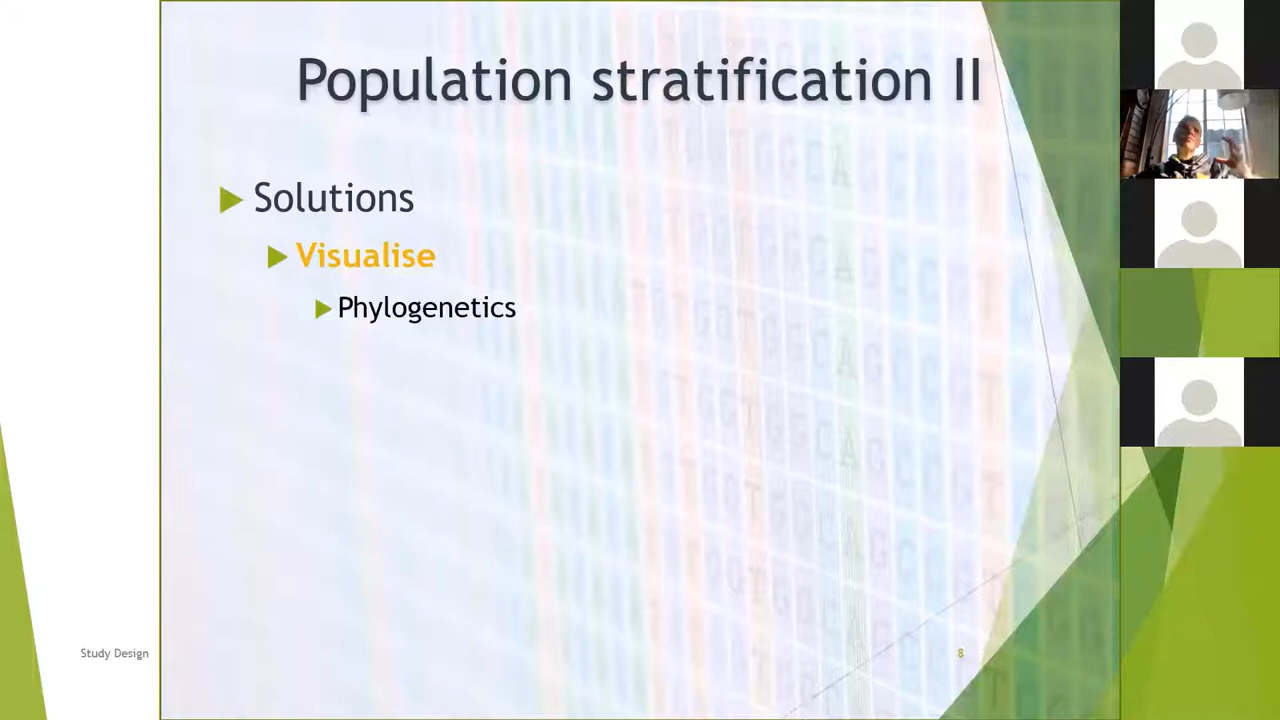 Population stratification II
Solutions
Visualise
Phylogenetics
Study Design
8